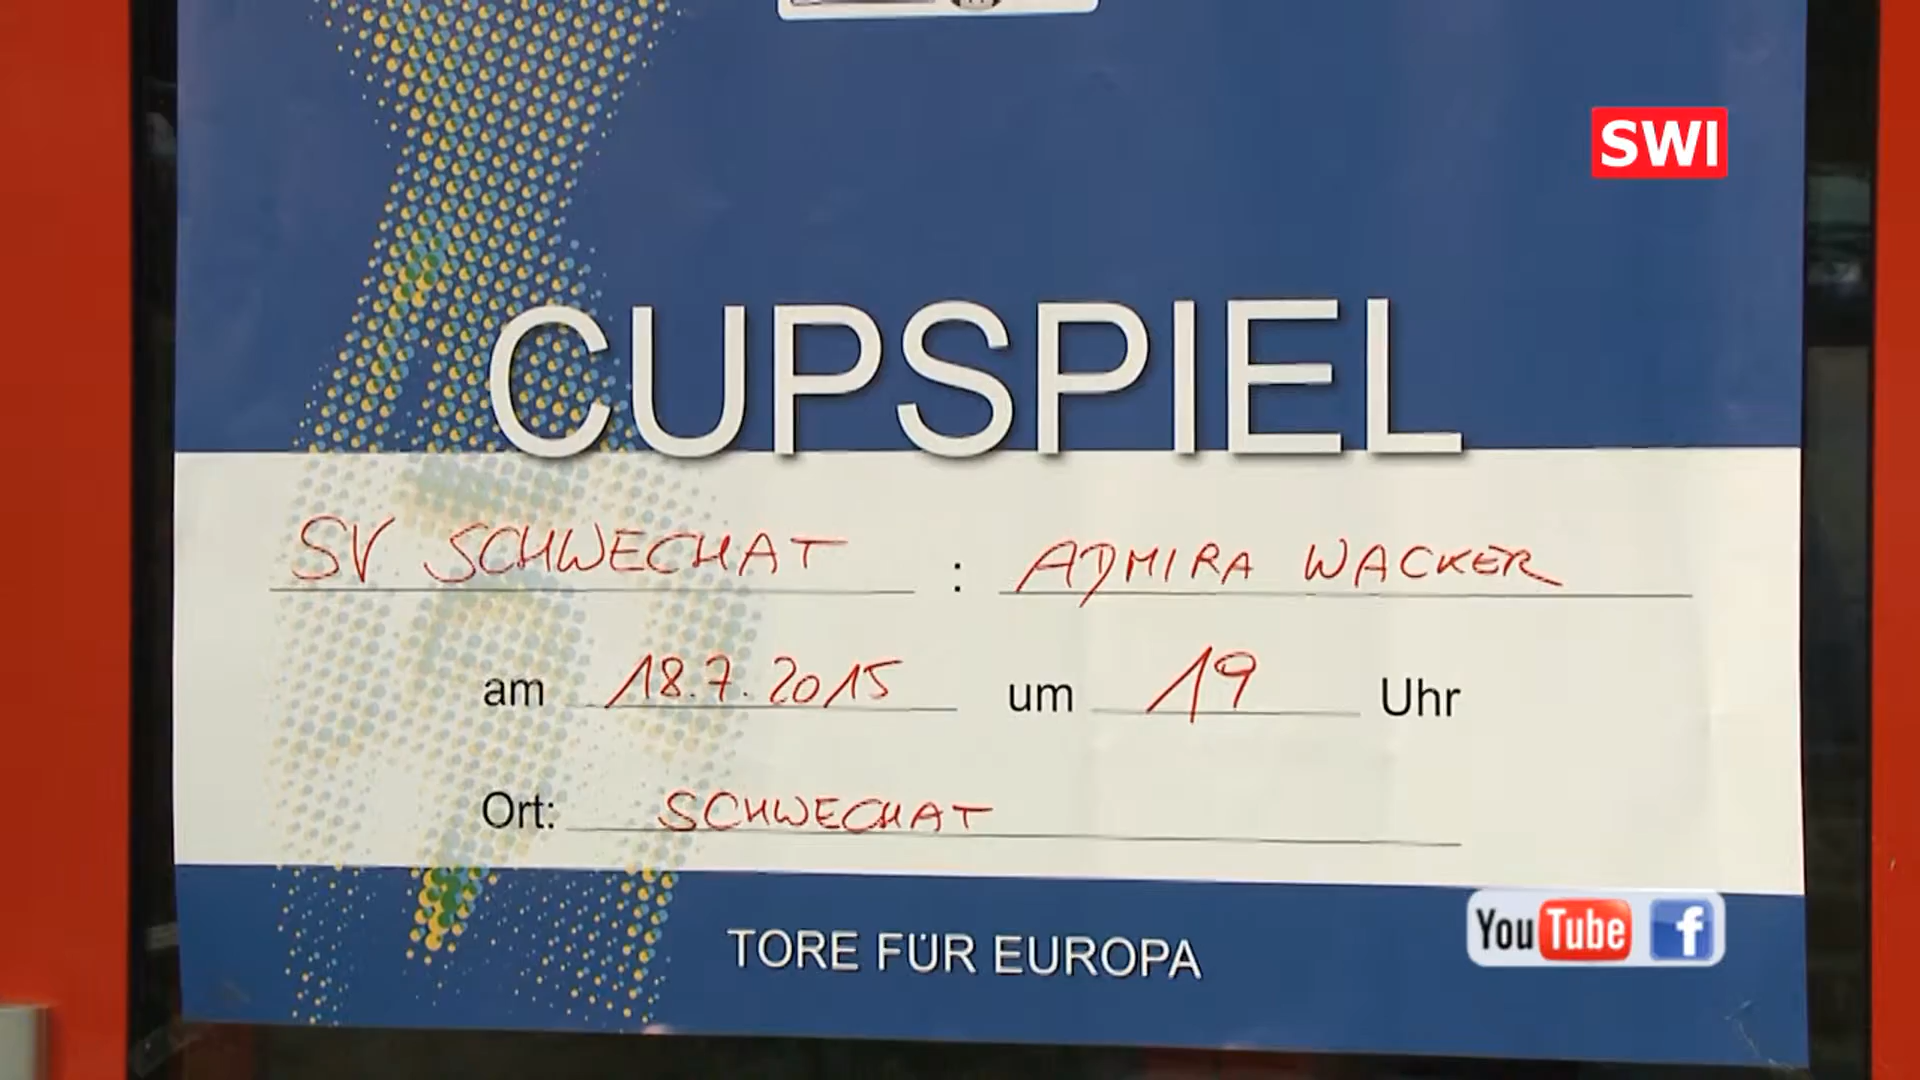 SWI
CUPSPIEL
SV SCHWECHAT : ADMIRA WACKER
am 18.7.2015 um 19 Uhr
Ort: SCHWECHAT
TORE FÜR EUROPA
YouTube f